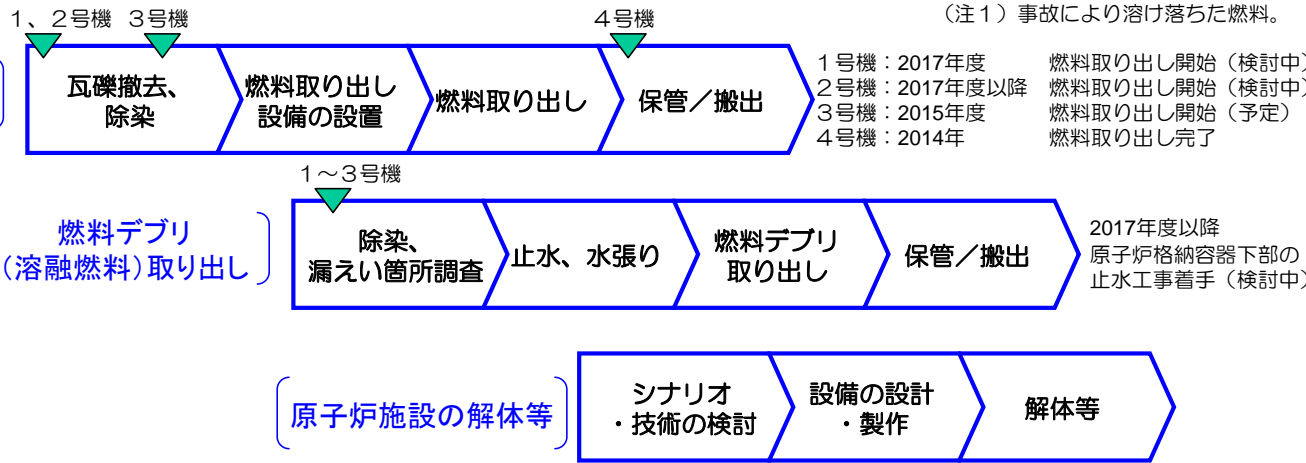 (注1)事故により溶け落ちた燃料。
1、2号機 3号機
4号機
瓦礫撤去、
除染
燃料取り出し
設備の設置
燃料取り出し
保管/搬出
1号機:2017年度 燃料取り出し開始(検討中)
2号機:2017年度以降 燃料取り出し開始(検討中)
3号機:2015年度 燃料取り出し開始(予定)
4号機:2014年 燃料取り出し完了
1~3号機
燃料デブリ
(溶融燃料)取り出し
除染、
漏えい箇所調査
止水、水張り
燃料デブリ
取り出し
保管/搬出
2017年度以降
原子炉格納容器下部の
止水工事着手(検討中)
原子炉施設の解体等
シナリオ
・技術の検討
設備の設計
・製作
解体等